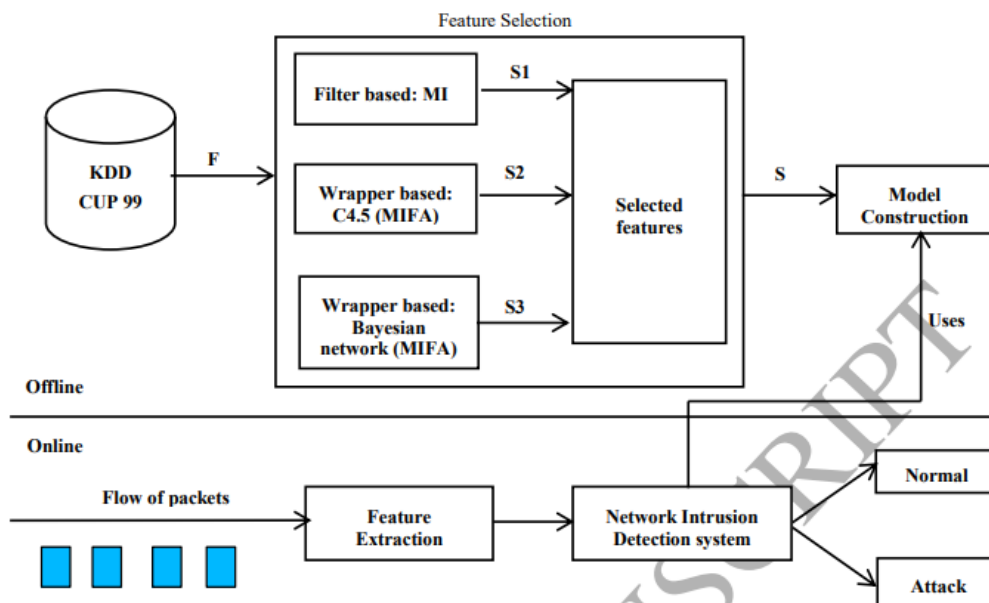 Feature Selection
KDD
CUP 99
F
Filter based: MI
S1
Wrapper based:
C4.5 (MIFA)
S2
Wrapper based:
Bayesian
network (MIFA)
S3
Selected
features
S
Model
Construction
Uses
Offline
Online
Flow of packets
Feature
Extraction
Network Intrusion
Detection system
Normal
Attack